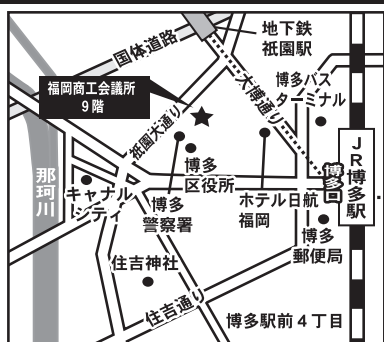 地下鉄
祇園駅
国体道路
福岡商工会議所
9階
大博通り
博多バス
ターミナル
祇園大通り
JR博多駅
博多口
那珂川
キャナル
シティ
博多
区役所
博多
警察署
ホテル日航
福岡
博多
郵便局
住吉神社
住吉通り
博多駅前4丁目